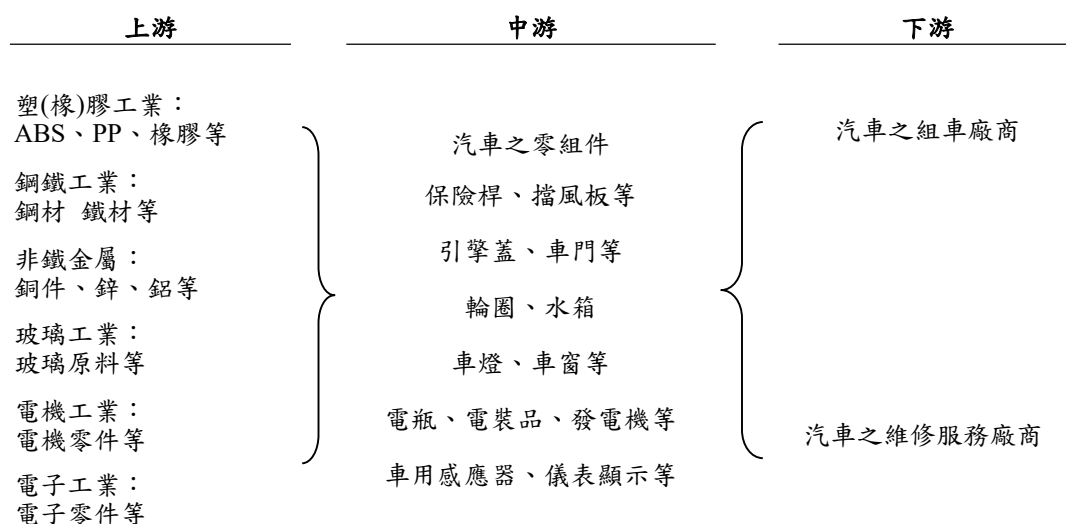 上游
中游
下游
塑(橡)膠工業：
ABS、PP、橡膠等
鋼鐵工業：
鋼材 鐵材等
非鐵金屬：
銅件、鋅、鋁等
玻璃工業：
玻璃原料等
電機工業：
電機零件等
電子工業：
電子零件等
汽車之零組件
保險桿、擋風板等
引擎蓋、車門等
輪圈、水箱
車燈、車窗等
電瓶、電裝品、發電機等
車用感應器、儀表顯示等
汽車之組車廠商
汽車之維修服務廠商